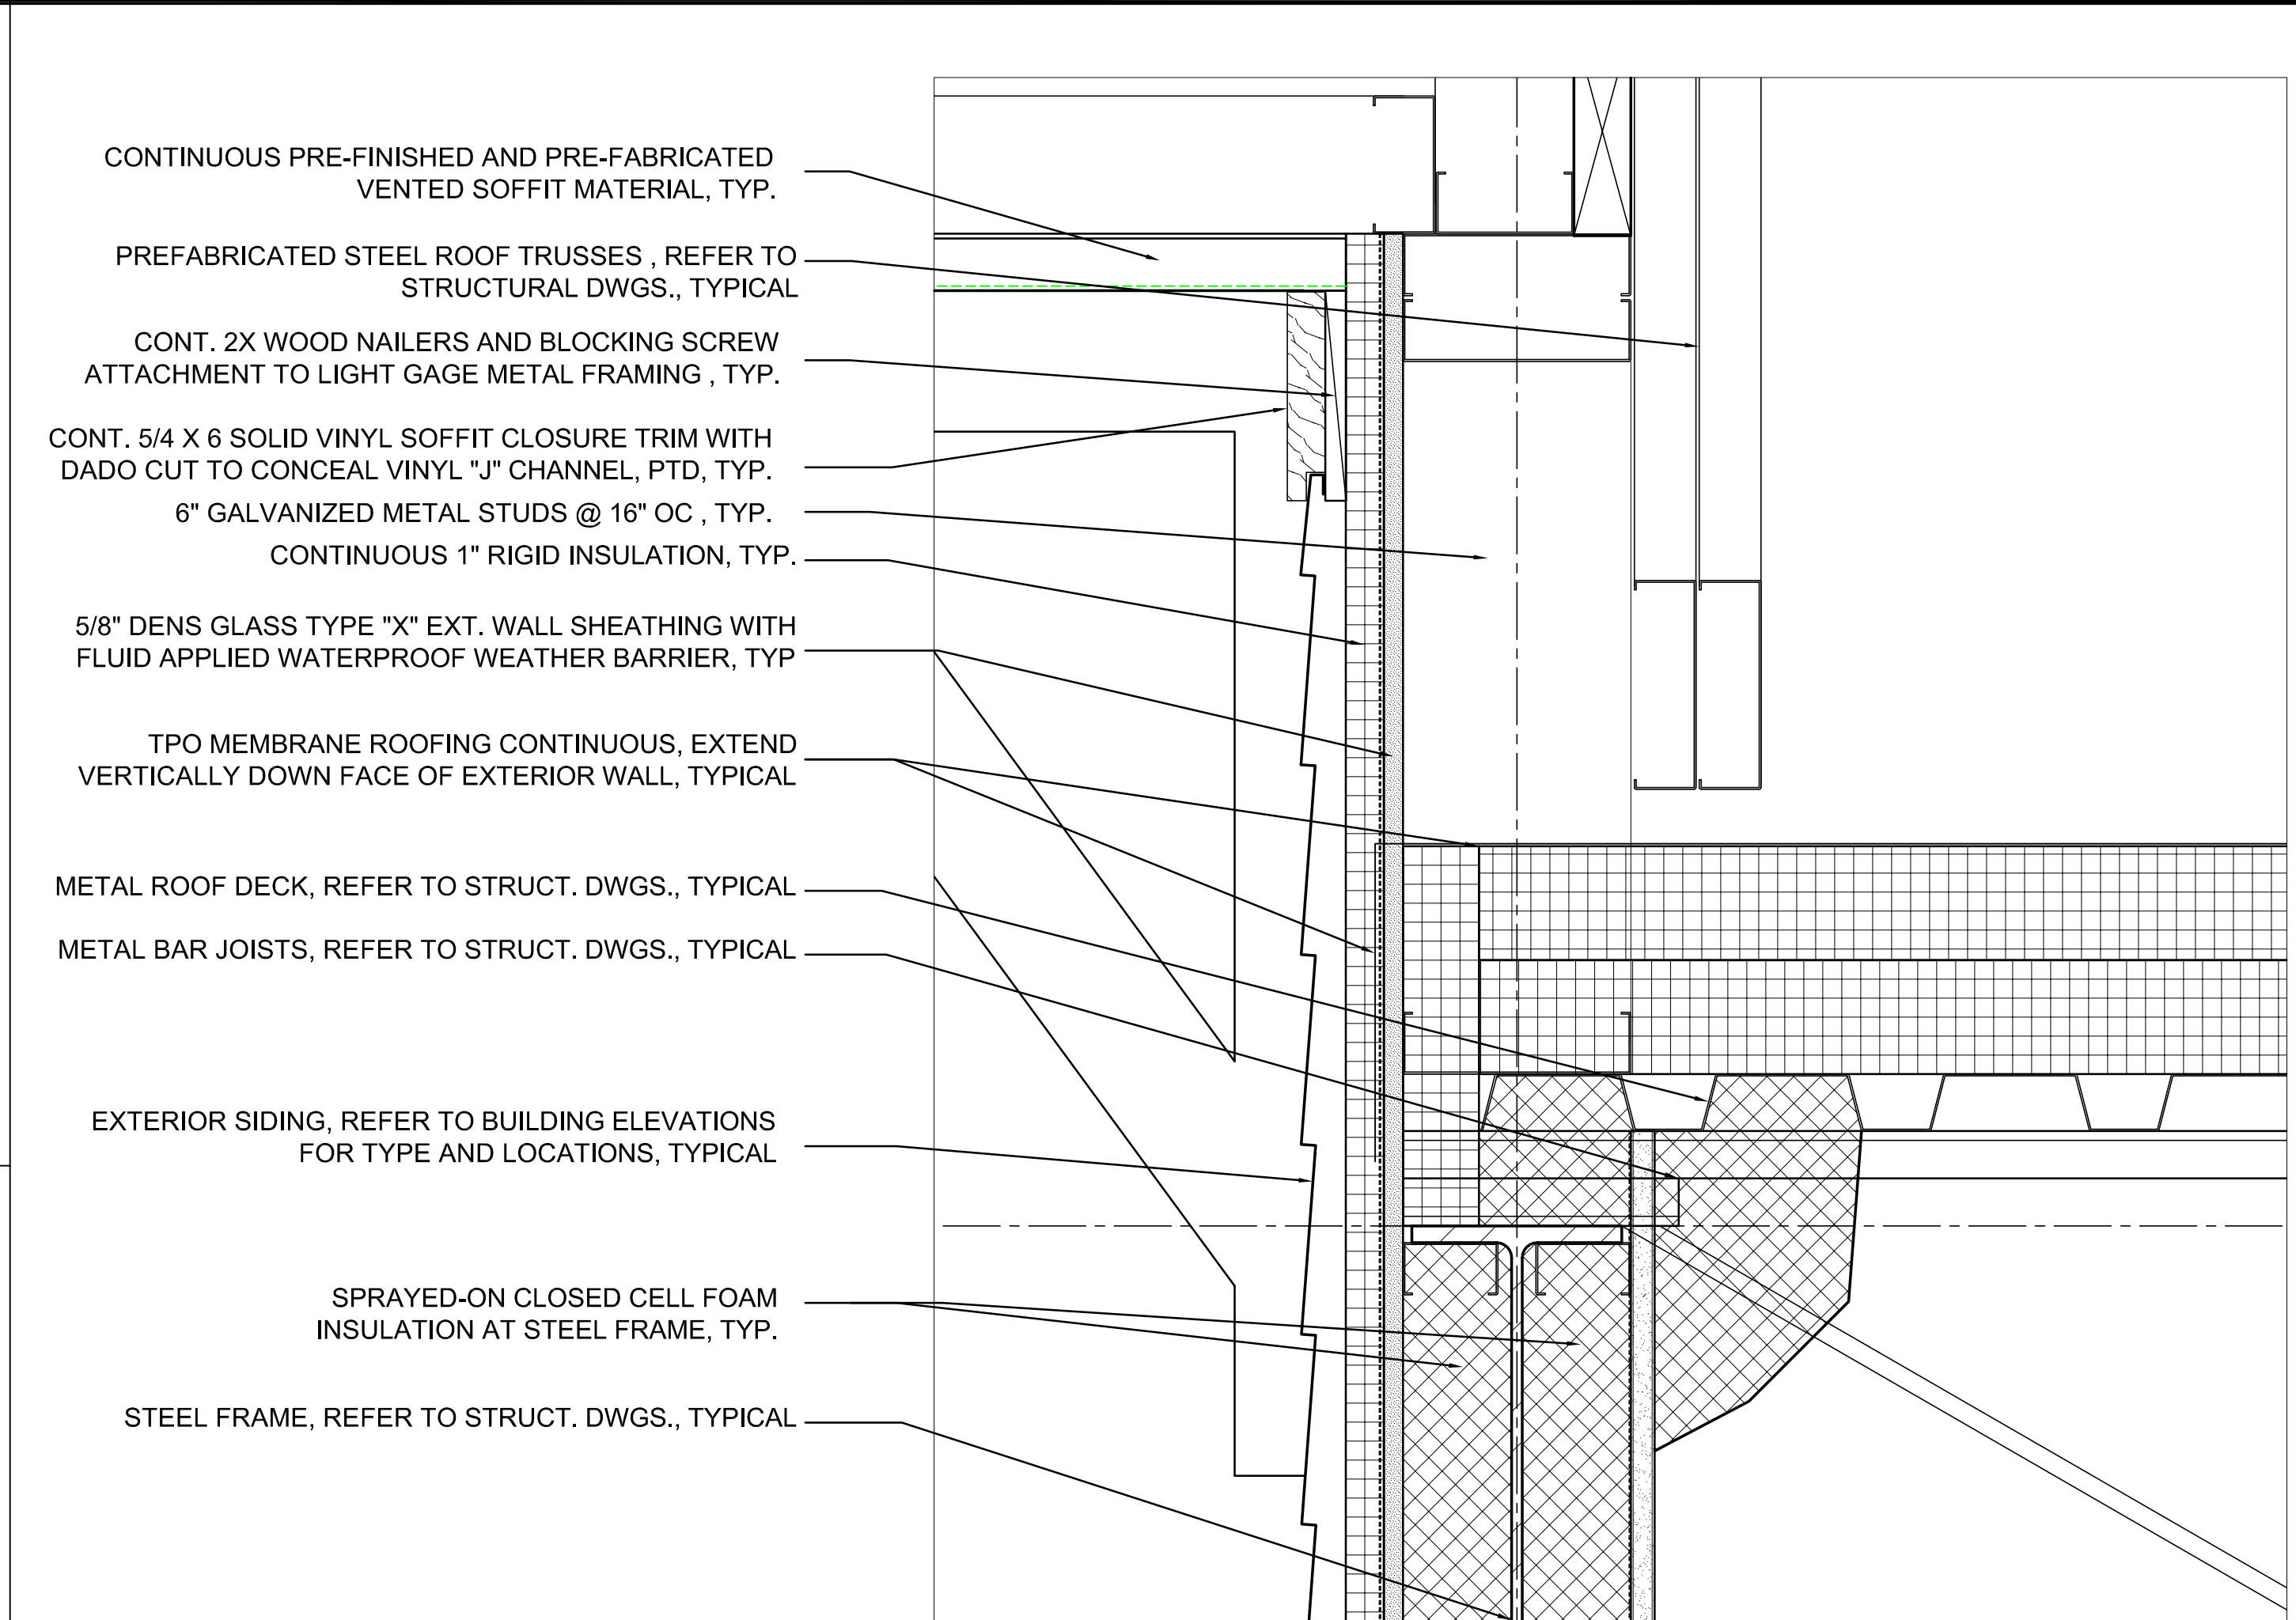 CONTINUOUS PRE-FINISHED AND PRE-FABRICATED
VENTED SOFFIT MATERIAL, TYP.
PREFABRICATED STEEL ROOF TRUSSES , REFER TO
STRUCTURAL DWGS., TYPICAL
CONT. 2X WOOD NAILERS AND BLOCKING SCREW
ATTACHMENT TO LIGHT GAGE METAL FRAMING , TYP.
CONT. 5/4 X 6 SOLID VINYL SOFFIT CLOSURE TRIM WITH
DADO CUT TO CONCEAL VINYL "J" CHANNEL, PTD, TYP.
6" GALVANIZED METAL STUDS @ 16" OC , TYP.
CONTINUOUS 1" RIGID INSULATION, TYP.
5/8" DENS GLASS TYPE "X" EXT. WALL SHEATHING WITH
FLUID APPLIED WATERPROOF WEATHER BARRIER, TYP
TPO MEMBRANE ROOFING CONTINUOUS, EXTEND
VERTICALLY DOWN FACE OF EXTERIOR WALL, TYPICAL
METAL ROOF DECK, REFER TO STRUCT. DWGS., TYPICAL
METAL BAR JOISTS, REFER TO STRUCT. DWGS., TYPICAL
EXTERIOR SIDING, REFER TO BUILDING ELEVATIONS
FOR TYPE AND LOCATIONS, TYPICAL
SPRAYED-ON CLOSED CELL FOAM
INSULATION AT STEEL FRAME, TYP.
STEEL FRAME, REFER TO STRUCT. DWGS., TYPICAL